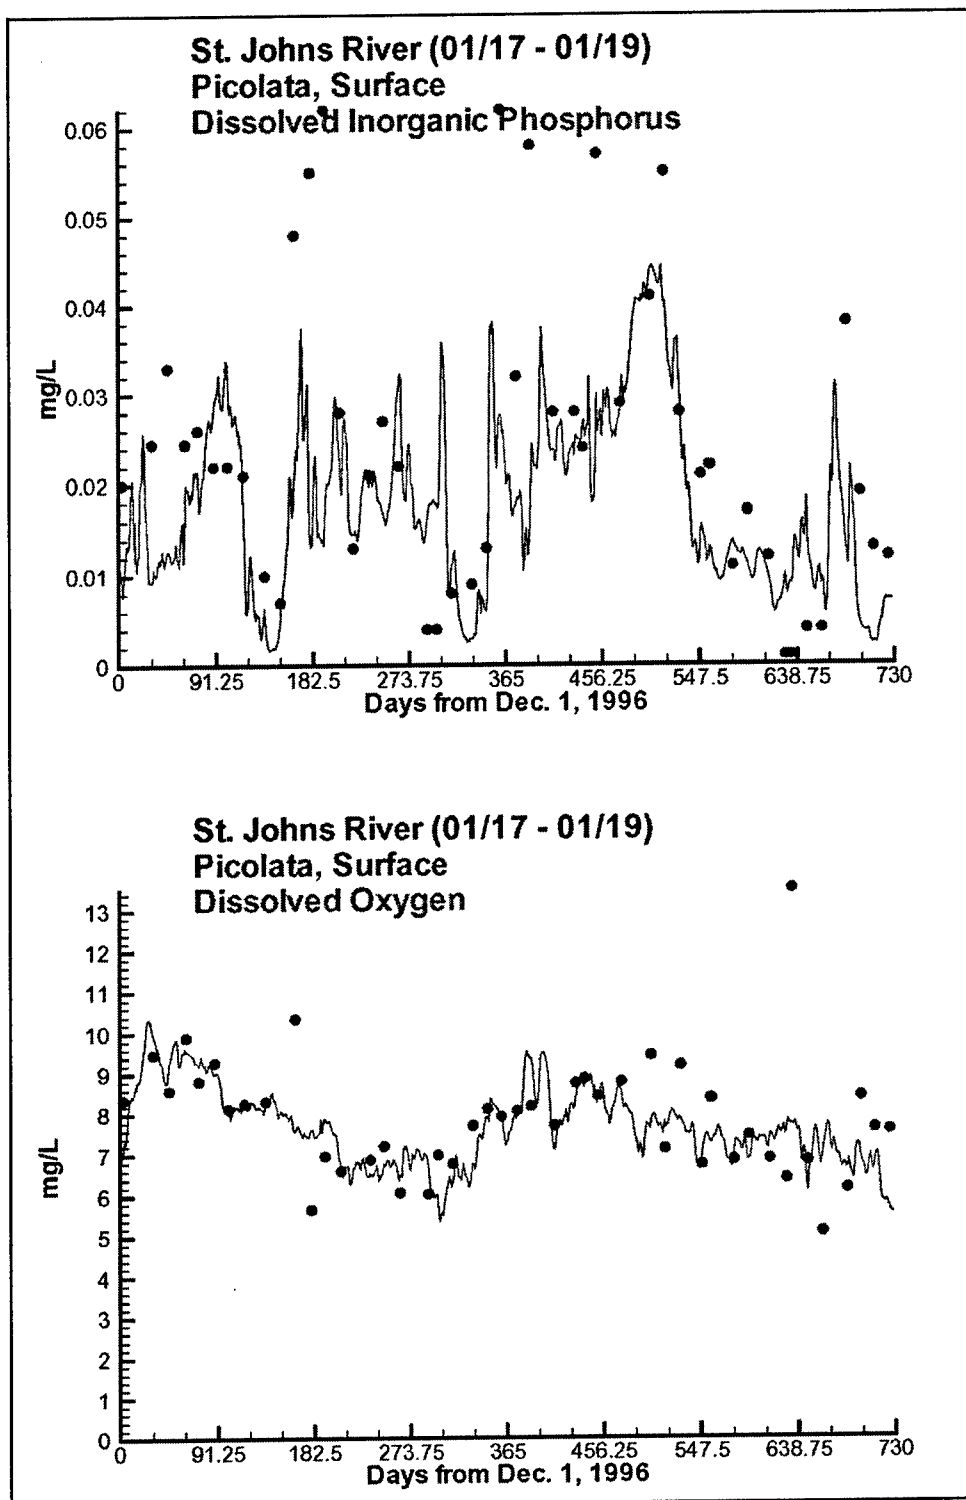 St. Johns River (01/17 - 01/19)
Picolata, Surface
Dissolved Inorganic Phosphorus
0.06
0.05
0.04
0.03
0.02
0.01
0
mg/L
0 91.25 182.5 273.75 365 456.25 547.5 638.75 730
Days from Dec. 1, 1996
St. Johns River (01/17 - 01/19)
Picolata, Surface
Dissolved Oxygen
13
12
11
10
9
8
7
6
5
4
3
2
1
0
mg/L
0 91.25 182.5 273.75 365 456.25 547.5 638.75 730
Days from Dec. 1, 1996